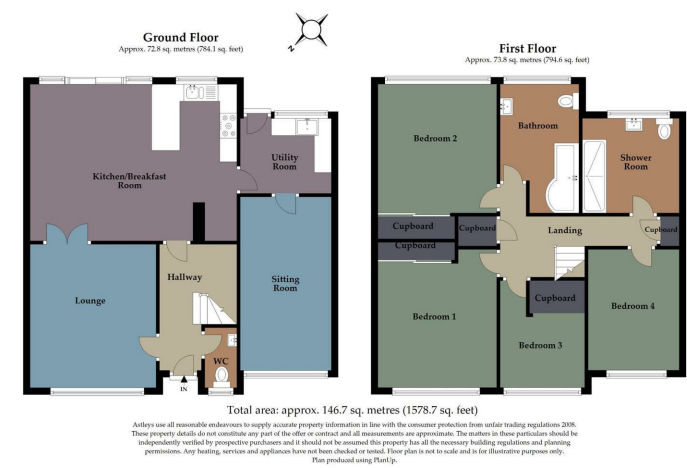 Ground Floor
Approx. 72.8 sq. metres (784.1 sq. feet)
N
First Floor
Approx. 73.8 sq. metres (794.6 sq. feet)
Kitchen/Breakfast
Room
Utility
Room
Lounge
Hallway
Sitting
Room
WC
IN
Bedroom 2
Bathroom
Shower
Room
Cupboard
Cupboard
Cupboard
Landing
Cupboard
Bedroom 1
Cupboard
Bedroom 3
Bedroom 4
Total area: approx. 146.7 sq. metres (1578.7 sq. feet)
Astleys use all reasonable endeavours to supply accurate property information in line with the consumer protection from unfair trading regulations 2008.
These property details do not constitute any part of the offer or contract and all measurements are approximate. The matters in these particulars should be
independently verified by prospective purchasers and it should not be assumed this property has all the necessary building regulations and planning
permissions. Any heating, services and appliances have not been checked or tested. Floor plan is not to scale and is for illustrative purposes only.
Plan produced using PlanUp.